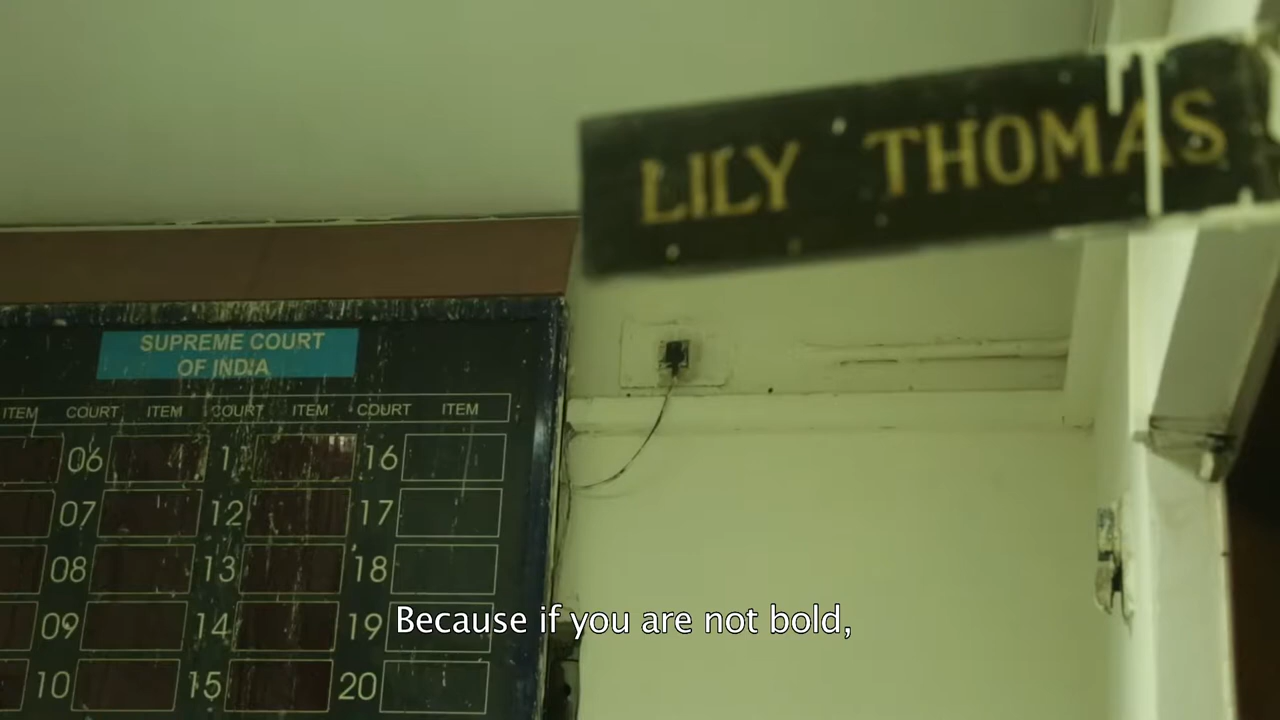 LILY THOMAS
SUPREME COURT
OF INDIA
ITEM COURT ITEM COURT ITEM COURT ITEM
06 1 16
07 12 17
08 13 18
09 14 19
10 15 20
Because if you are not bold,